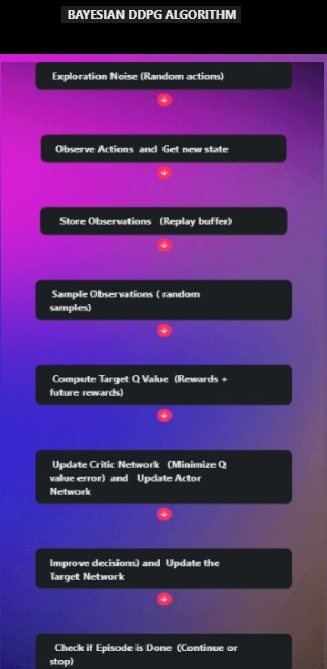 BAYESIAN DDPG ALGORITHM
Exploration Noise (Random actions)
Observe Actions and Get new state
Store Observations (Replay buffer)
Sample Observations ( random
samples)
Compute Target Q Value (Rewards +
future rewards)
Update Critic Network (Minimize Q
value error) and Update Actor
Network
Improve decisions) and Update the
Target Network
Check if Episode is Done (Continue or
stop)